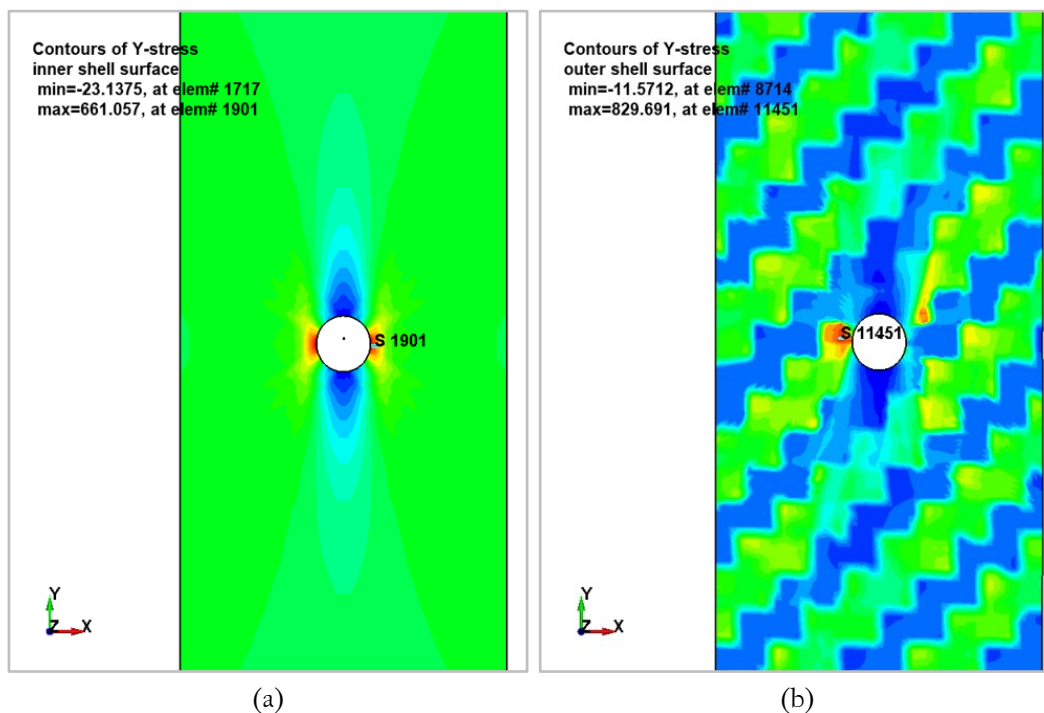 Contours of Y-stress
inner shell surface
min=-23.1375, at elem# 1717
max=661.057, at elem# 1901
S 1901
Y
Z X
(a)
Contours of Y-stress
outer shell surface
min=-11.5712, at elem# 8714
max=829.691, at elem# 11451
S 11451
Y
Z X
(b)